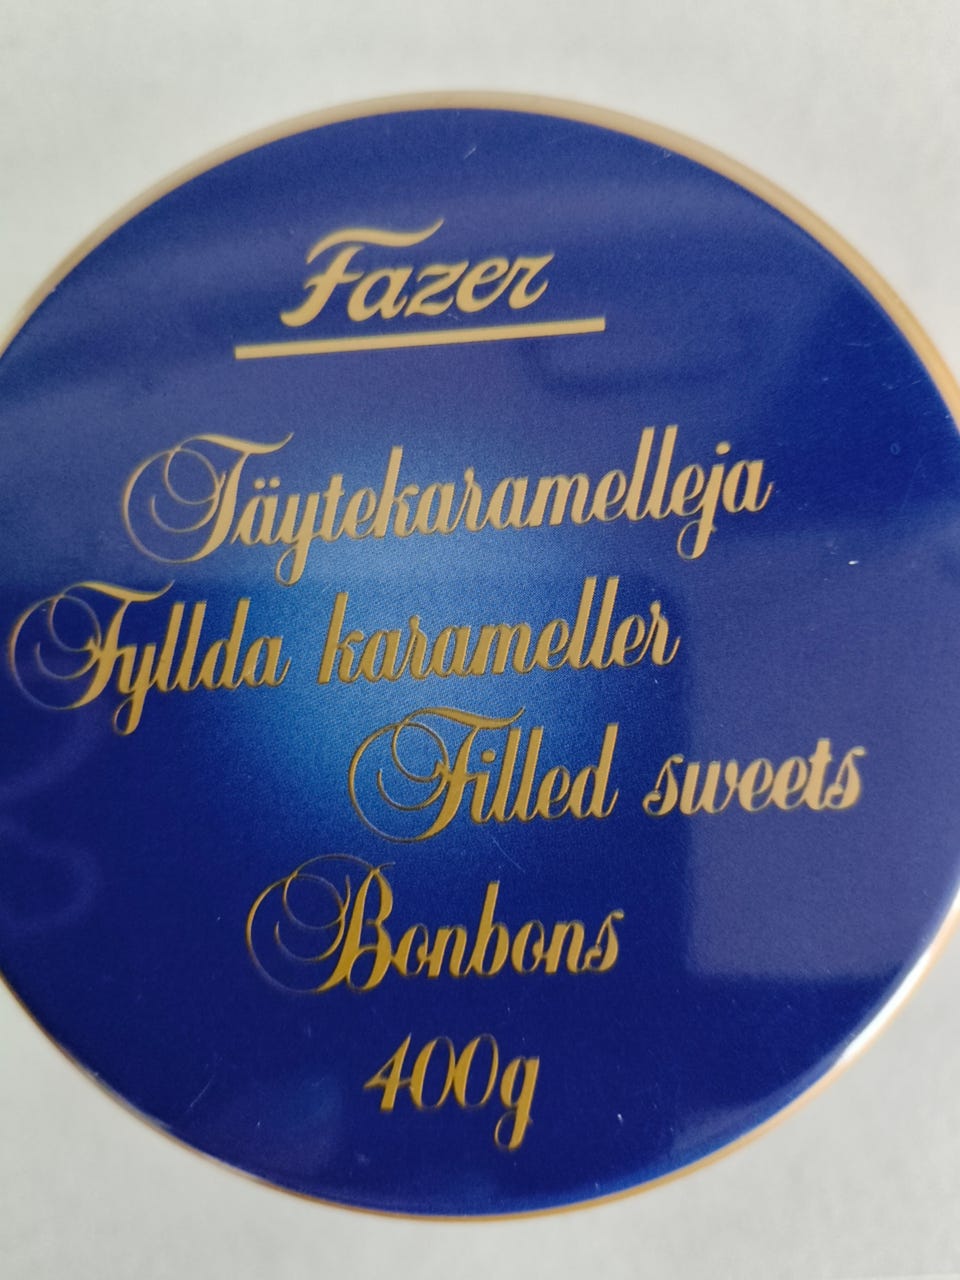 Fazer
Täytekaramelleja
Fyllda karameller
Filled sweets
Bonbons
400g